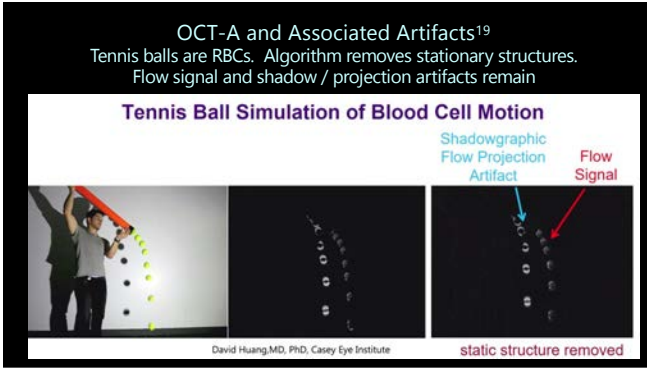 OCT-A and Associated Artifacts19
Tennis balls are RBCs. Algorithm removes stationary structures.
Flow signal and shadow / projection artifacts remain
Tennis Ball Simulation of Blood Cell Motion
Shadowgraphic
Flow Projection
Artifact
Flow
Signal
David Huang,MD, PhD, Casey Eye Institute
static structure removed